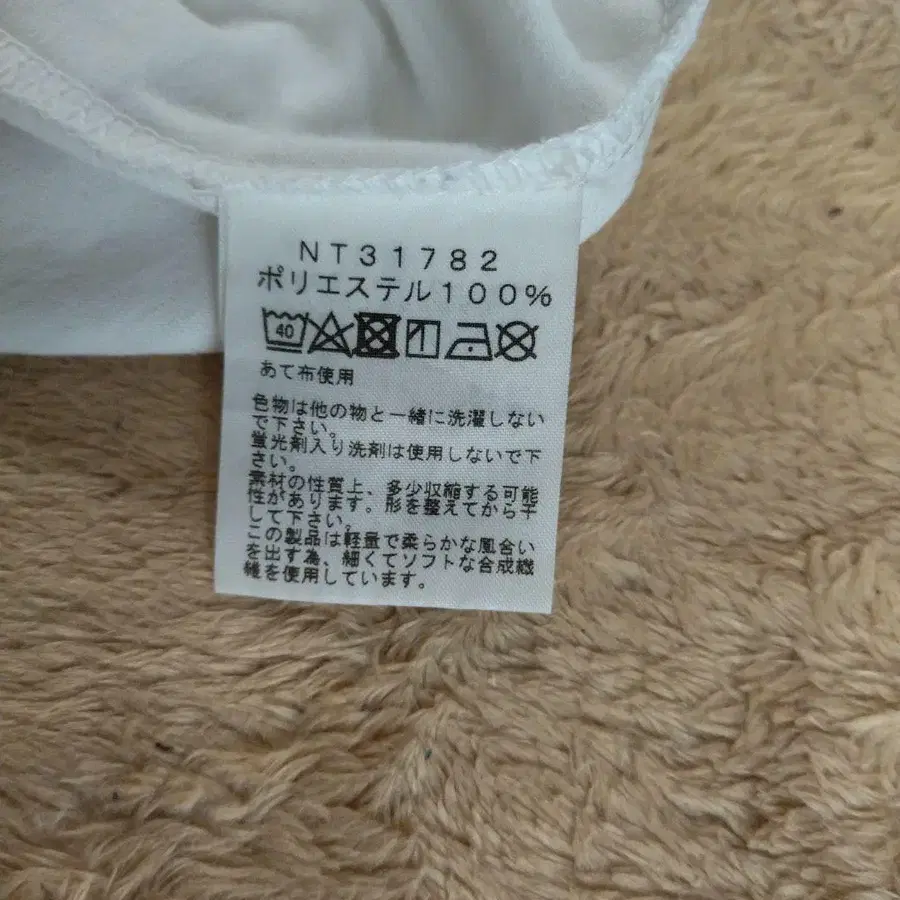 NT31782
ポリエステル100%
40
あて布使用
色物は他の物と一緒に洗濯しない
で下さい。
蛍光剤入り洗剤は使用しないで下
さい。
素材の性質上、多少収縮する可能
性があります。形を整えてから干
して下さい。
この製品は軽量で柔らかな風合い
を出す為、細くてソフトな合成繊
維を使用しています。